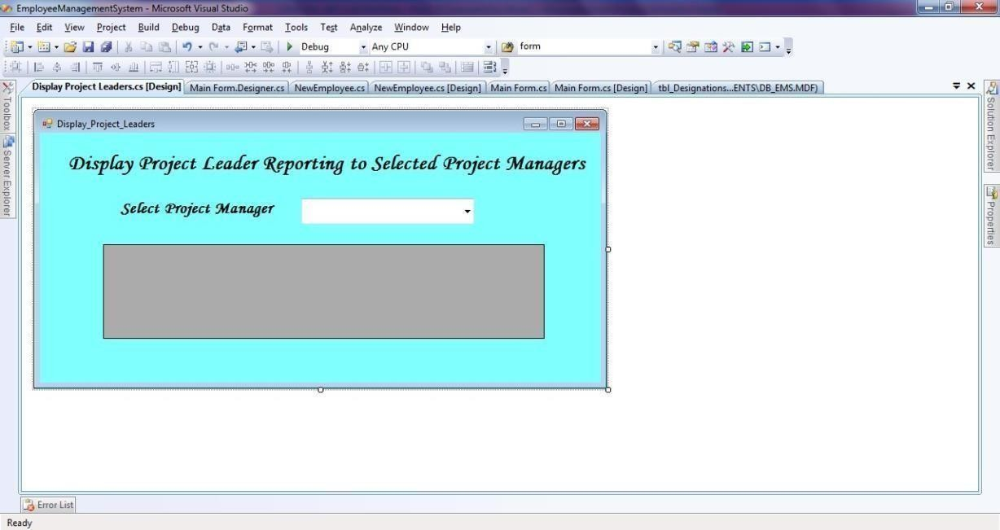 EmployeeManagementSystem - Microsoft Visual Studio
File Edit View Project Build Debug Data Format Tools Test Analyze Window Help
Debug Any CPU form
Display Project Leaders.cs [Design] Main Form.Designer.cs NewEmployee.cs NewEmployee.cs [Design] Main Form.cs Main Form.cs [Design] tbl_Designations...ENTS\DB_EMS.MDF)
Toolbox
Server Explorer
Display_Project_Leaders
Display Project Leader Reporting to Selected Project Managers
Select Project Manager
Solution Explorer
Properties
Error List
Ready